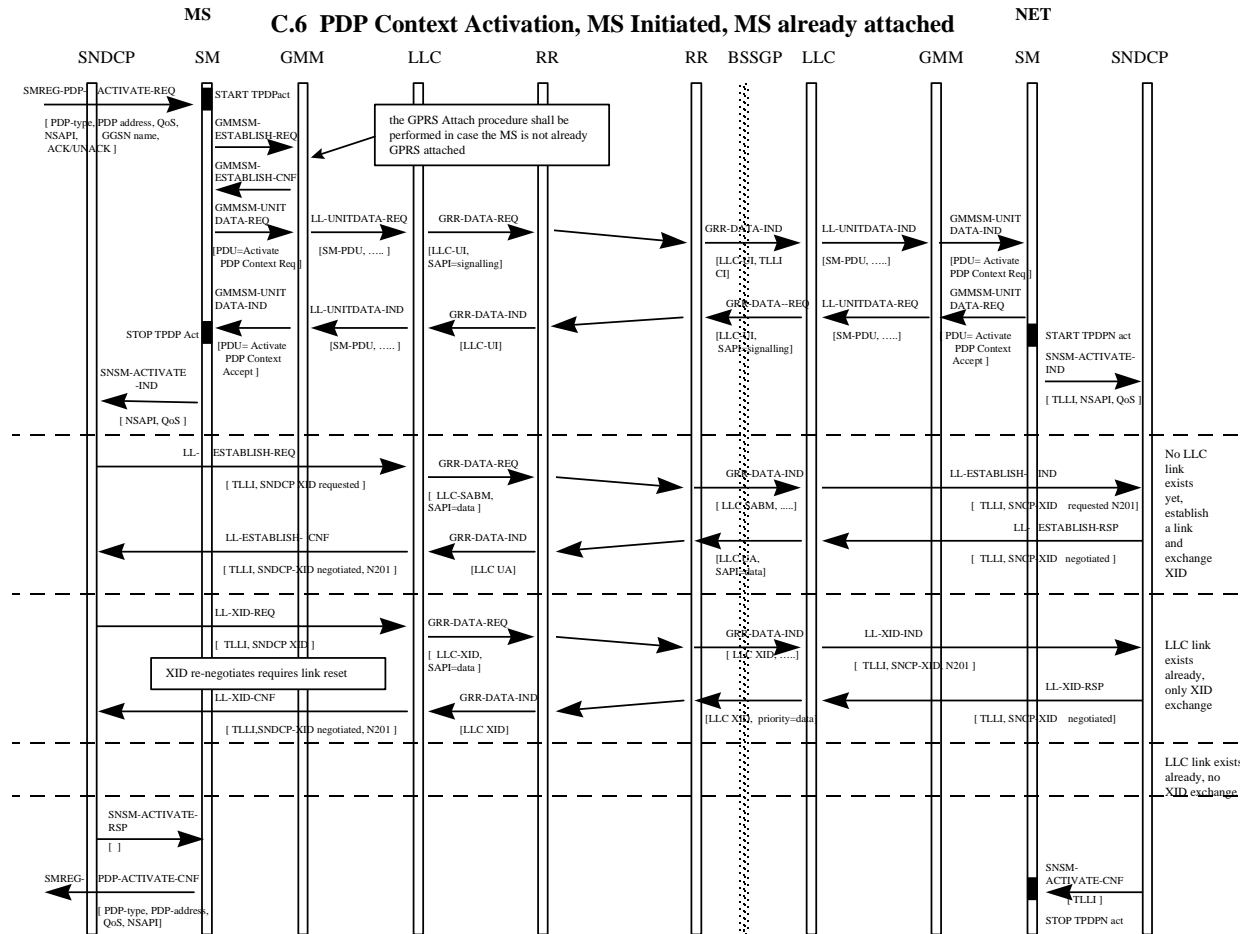 MS
NET
C.6 PDP Context Activation, MS Initiated, MS already attached
SNDCP SM GMM LLC RR RR BSSGP LLC GMM SM SNDCP
SMREG-PDP- ACTIVATE-REQ
START TPDPact
[ PDP-type, PDP address, QoS,
NSAPI, GGSN name,
ACK/UNACK ]
GMMSM-
ESTABLISH-REQ
the GPRS Attach procedure shall
be performed in case the MS is not already
GPRS attached
GMMSM-
ESTABLISH-CNF
GMMSM-UNIT
DATA-REQ
[PDU=Activate
PDP Context Req ]
LL-UNITDATA-REQ
[SM-PDU, ….. ]
GRR-DATA-REQ
[LLC-UI,
SAPI=signalling]
GRR-DATA-IND
[LLC-UI, TLLI
CI]
LL-UNITDATA-IND
[SM-PDU, …..]
GMMSM-UNIT
DATA-IND
[PDU= Activate
PDP Context Req ]
GMMSM-UNIT
DATA-IND
STOP TPDP Act
[PDU= Activate
PDP Context
Accept ]
LL-UNITDATA-IND
[SM-PDU, ….. ]
GRR-DATA-IND
[LLC-UI]
GRR-DATA--REQ
[LLC-UI,
SAPI=signalling]
LL-UNITDATA-REQ
[SM-PDU, …..]
GMMSM-UNIT
DATA-REQ
PDU= Activate
PDP Context
Accept ]
START TPDPN act
SNSM-ACTIVATE-
IND
[ TLLI, NSAPI, QoS ]
SNSM-ACTIVATE
-IND
[ NSAPI, QoS ]
LL- ESTABLISH-REQ
[ TLLI, SNDCP XID requested ]
GRR-DATA-REQ
[ LLC-SABM,
SAPI=data ]
GRR-DATA-IND
[ LLC SABM, .....]
LL-ESTABLISH- IND
[ TLLI, SNCP-XID requested N201]
No LLC
link
exists
yet,
establish
a link
and
exchange
XID
LL-ESTABLISH- CNF
[ TLLI, SNDCP-XID negotiated, N201 ]
GRR-DATA-IND
[LLC UA]
[LLC UA,
SAPI=data]
LL- ESTABLISH-RSP
[ TLLI, SNCP-XID negotiated ]
LL-XID-REQ
[ TLLI, SNDCP XID ]
GRR-DATA-REQ
[ LLC-XID,
SAPI=data ]
GRR-DATA-IND
[ LLC XID, …..]
LL-XID-IND
[ TLLI, SNCP-XID, N201 ]
XID re-negotiates requires link reset
LLC link
exists
already,
only XID
exchange
LL-XID-CNF
[ TLLI,SNDCP-XID negotiated, N201 ]
GRR-DATA-IND
[LLC XID]
[LLC XID, priority=data]
LL-XID-RSP
[ TLLI, SNCP-XID negotiated]
LLC link exists
already, no
XID exchange
SNSM-ACTIVATE-
RSP
[ ]
SMREG- PDP-ACTIVATE-CNF
[ PDP-type, PDP-address,
QoS, NSAPI]
SNSM-
ACTIVATE-CNF
[ TLLI ]
STOP TPDPN act